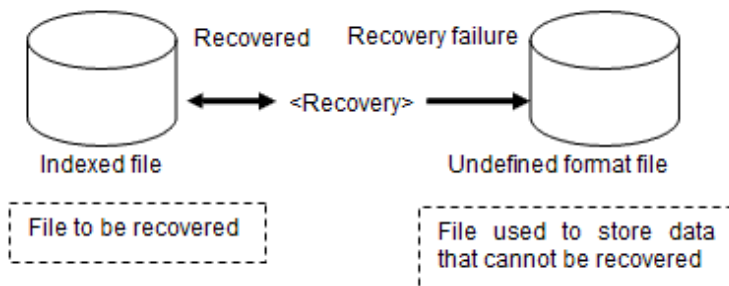 Recovered
Recovery failure
<Recovery>
Indexed file
Undefined format file
File to be recovered
File used to store data
that cannot be recovered